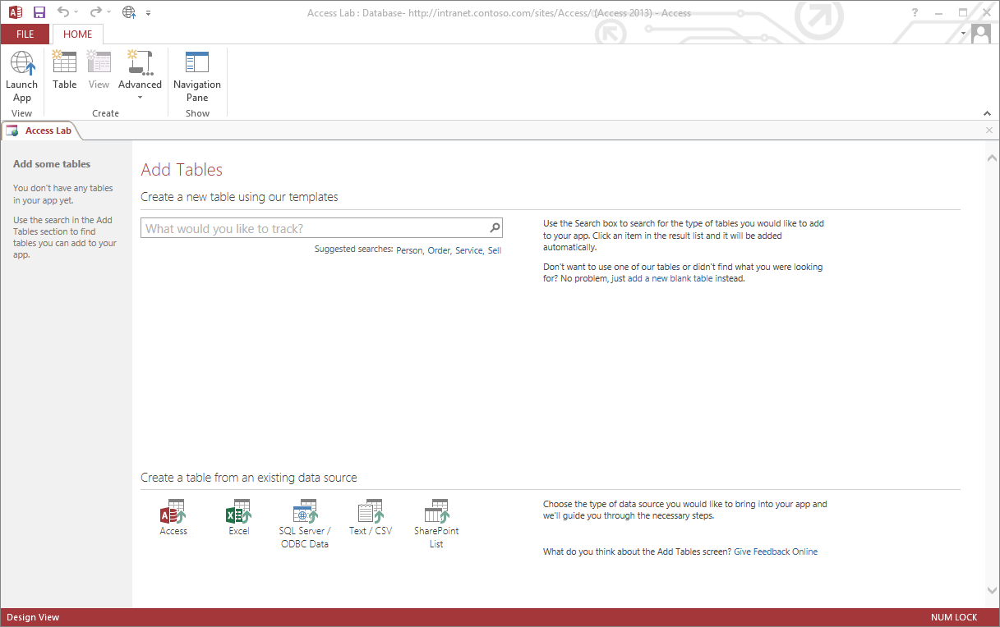 Access Lab : Database- http://intranet.contoso.com/sites/Access/ (Access 2013) - Access
?
FILE
HOME
Launch
App
Table
View
Advanced
Navigation
Pane
View
Create
Show
Access Lab
Add some tables
You don't have any tables
in your app yet.
Use the search in the Add
Tables section to find
tables you can add to your
app.
Add Tables
Create a new table using our templates
What would you like to track?
Suggested searches: Person, Order, Service, Sell
Use the Search box to search for the type of tables you would like to add
to your app. Click an item in the result list and it will be added
automatically.
Don't want to use one of our tables or didn't find what you were looking
for? No problem, just add a new blank table instead.
Create a table from an existing data source
Access
Excel
SQL Server /
ODBC Data
Text / CSV
SharePoint
List
Choose the type of data source you would like to bring into your app and
we'll guide you through the necessary steps.
What do you think about the Add Tables screen? Give Feedback Online
Design View
NUM LOCK